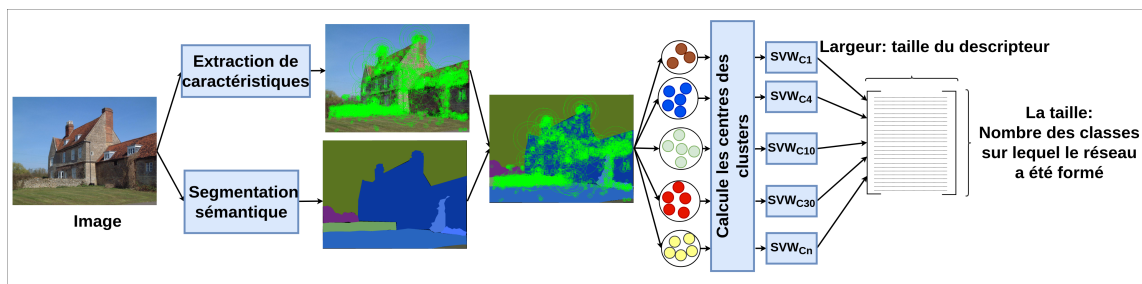 Image
Extraction de
caractéristiques
Segmentation
sémantique
Calcule les centres des
clusters
SVWC1
SVWC4
SVWC10
SVWC30
SVWCn
Largeur: taille du descripteur
La taille:
Nombre des classes
sur lequel le réseau
a été formé